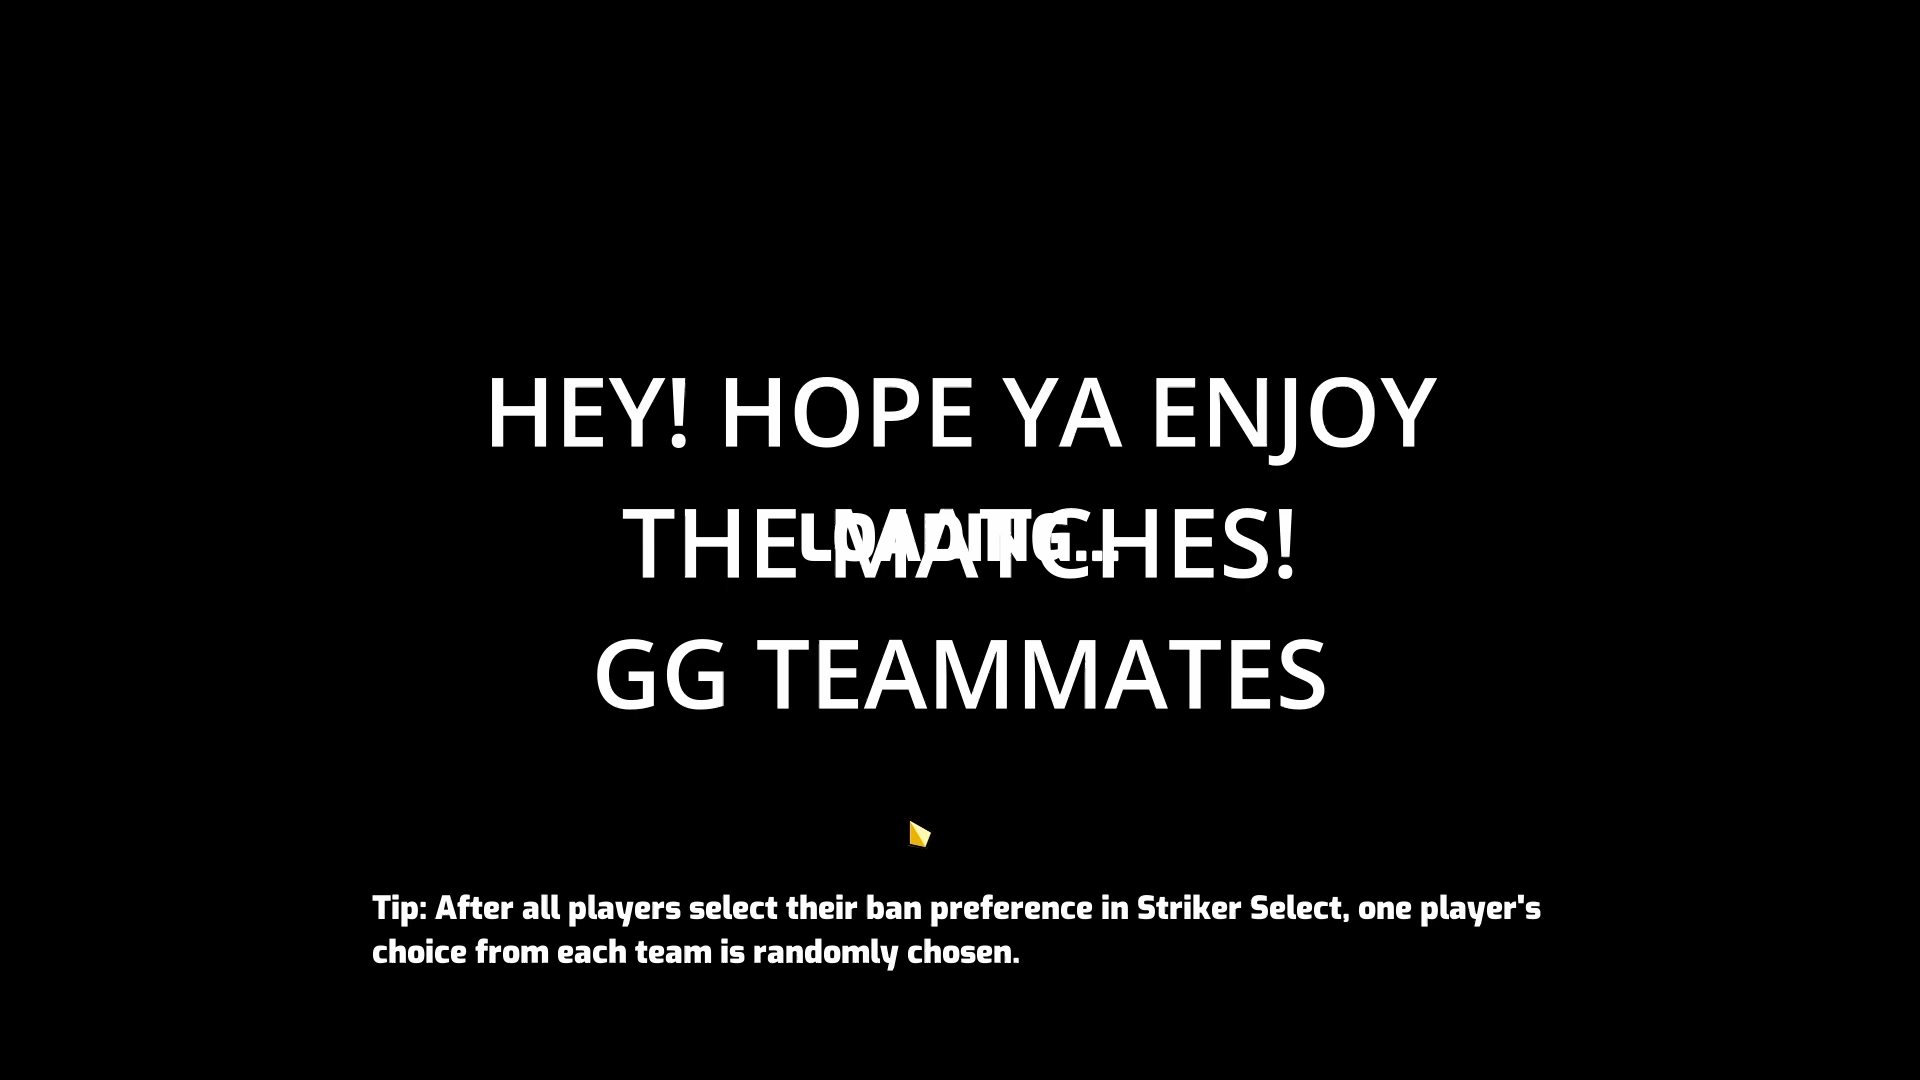 HEY! HOPE YA ENJOY
THE MATCHES!
LOADING...
GG TEAMMATES
Tip: After all players select their ban preference in Striker Select, one player's
choice from each team is randomly chosen.